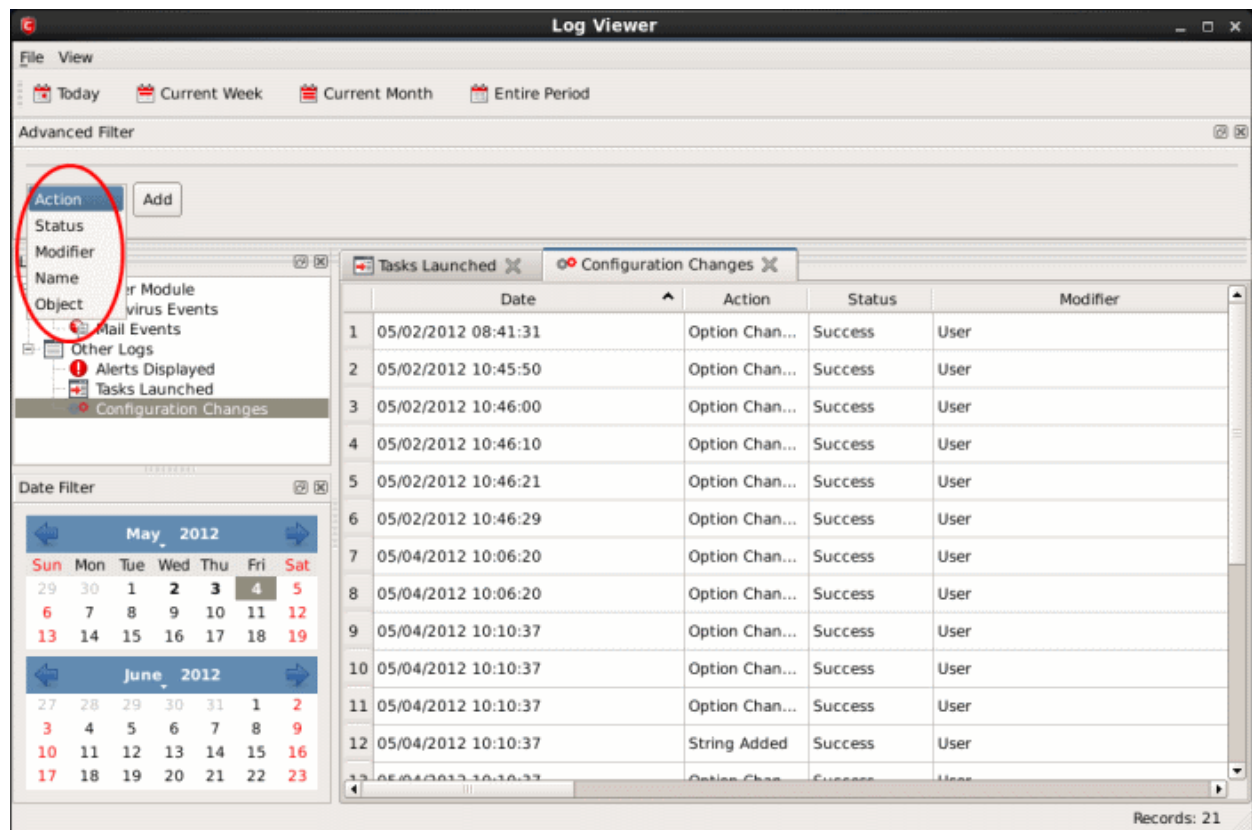 Log Viewer
File View
Today Current Week Current Month Entire Period
Advanced Filter
Action Add
Status
Modifier
Name
Object
r Module
virus Events
Mail Events
Other Logs
Alerts Displayed
Tasks Launched
Configuration Changes
Tasks Launched Configuration Changes
Date Action Status Modifier
1 05/02/2012 08:41:31 Option Chan... Success User
2 05/02/2012 10:45:50 Option Chan... Success User
3 05/02/2012 10:46:00 Option Chan... Success User
4 05/02/2012 10:46:10 Option Chan... Success User
5 05/02/2012 10:46:21 Option Chan... Success User
6 05/02/2012 10:46:29 Option Chan... Success User
7 05/04/2012 10:06:20 Option Chan... Success User
8 05/04/2012 10:06:20 Option Chan... Success User
9 05/04/2012 10:10:37 Option Chan... Success User
10 05/04/2012 10:10:37 Option Chan... Success User
11 05/04/2012 10:10:37 Option Chan... Success User
12 05/04/2012 10:10:37 String Added Success User
Date Filter
May 2012
Sun Mon Tue Wed Thu Fri Sat
29 30 1 2 3 4 5
6 7 8 9 10 11 12
13 14 15 16 17 18 19
June 2012
27 28 29 30 31 1 2
3 4 5 6 7 8 9
10 11 12 13 14 15 16
17 18 19 20 21 22 23
Records: 21